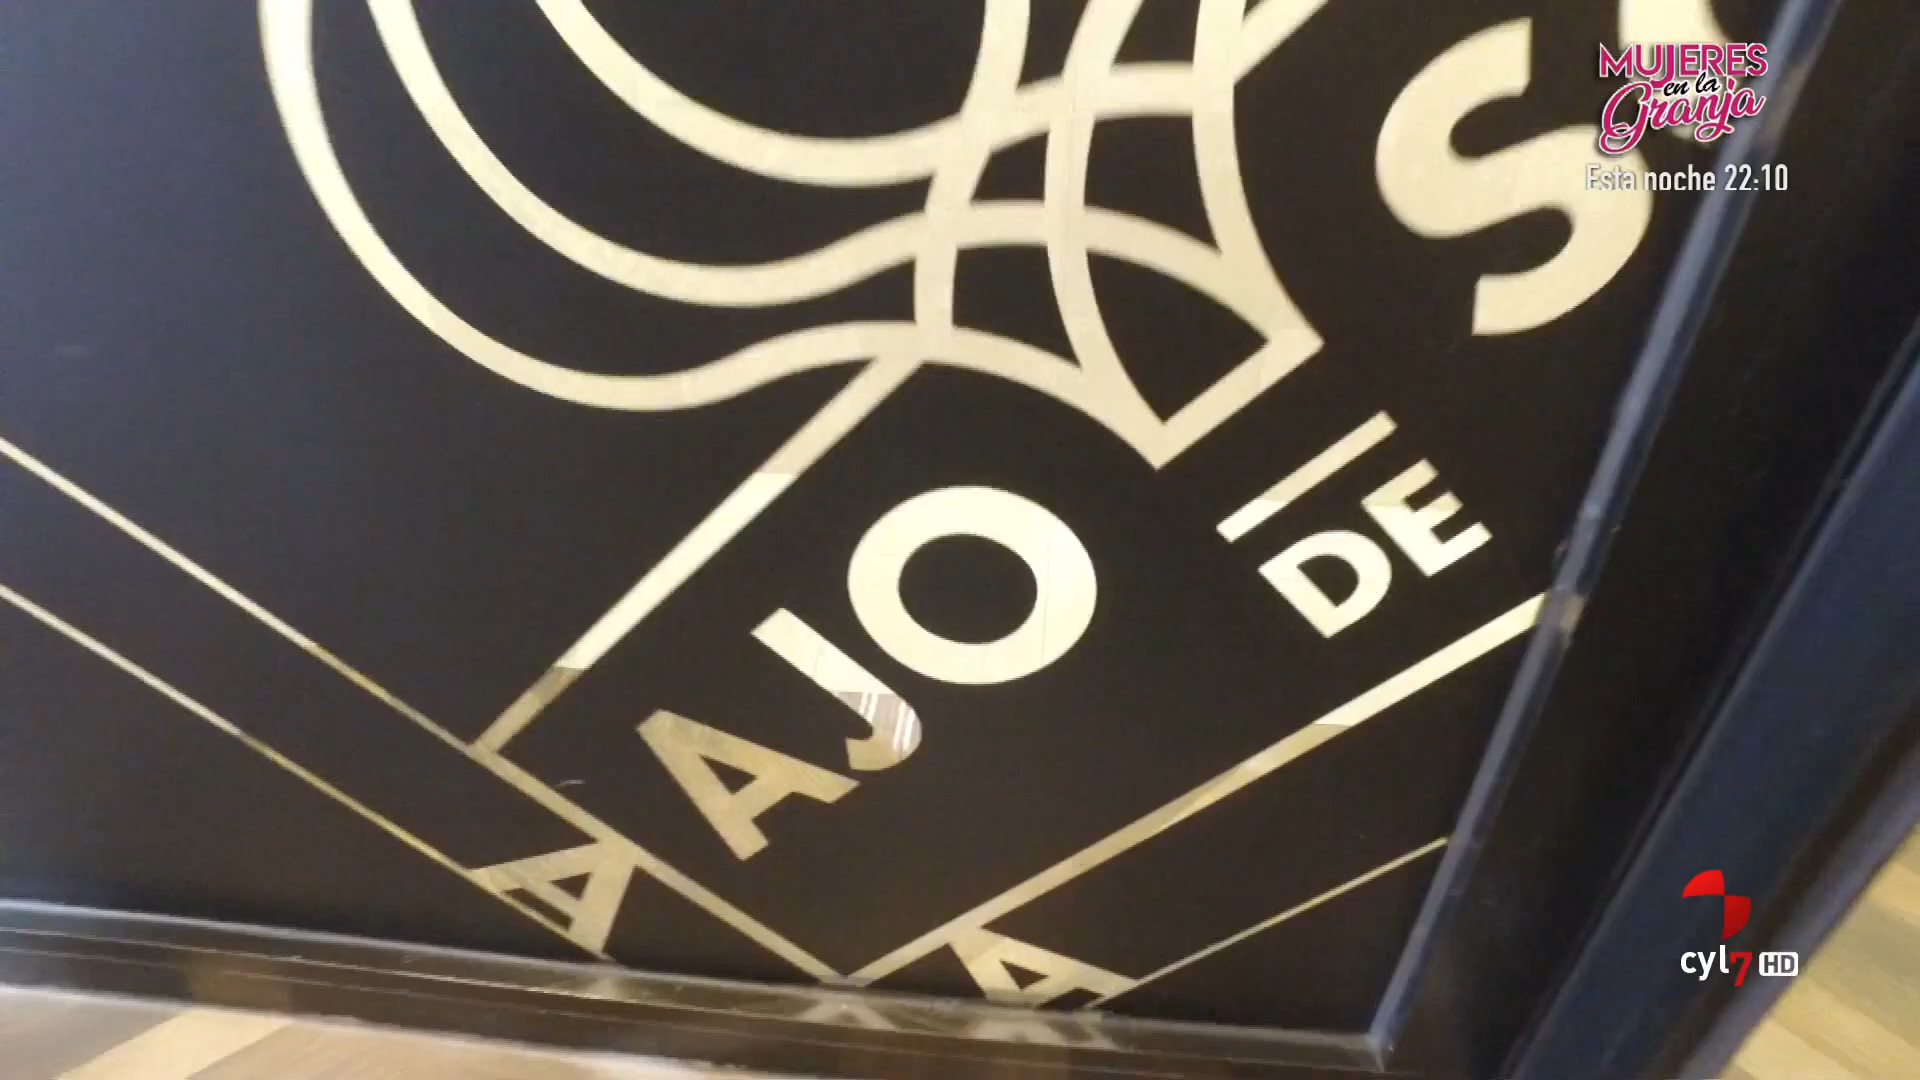 MUJERES
en la
Granja
Esta noche 22:10
S
DE
AJO
A
A
cyl7 HD